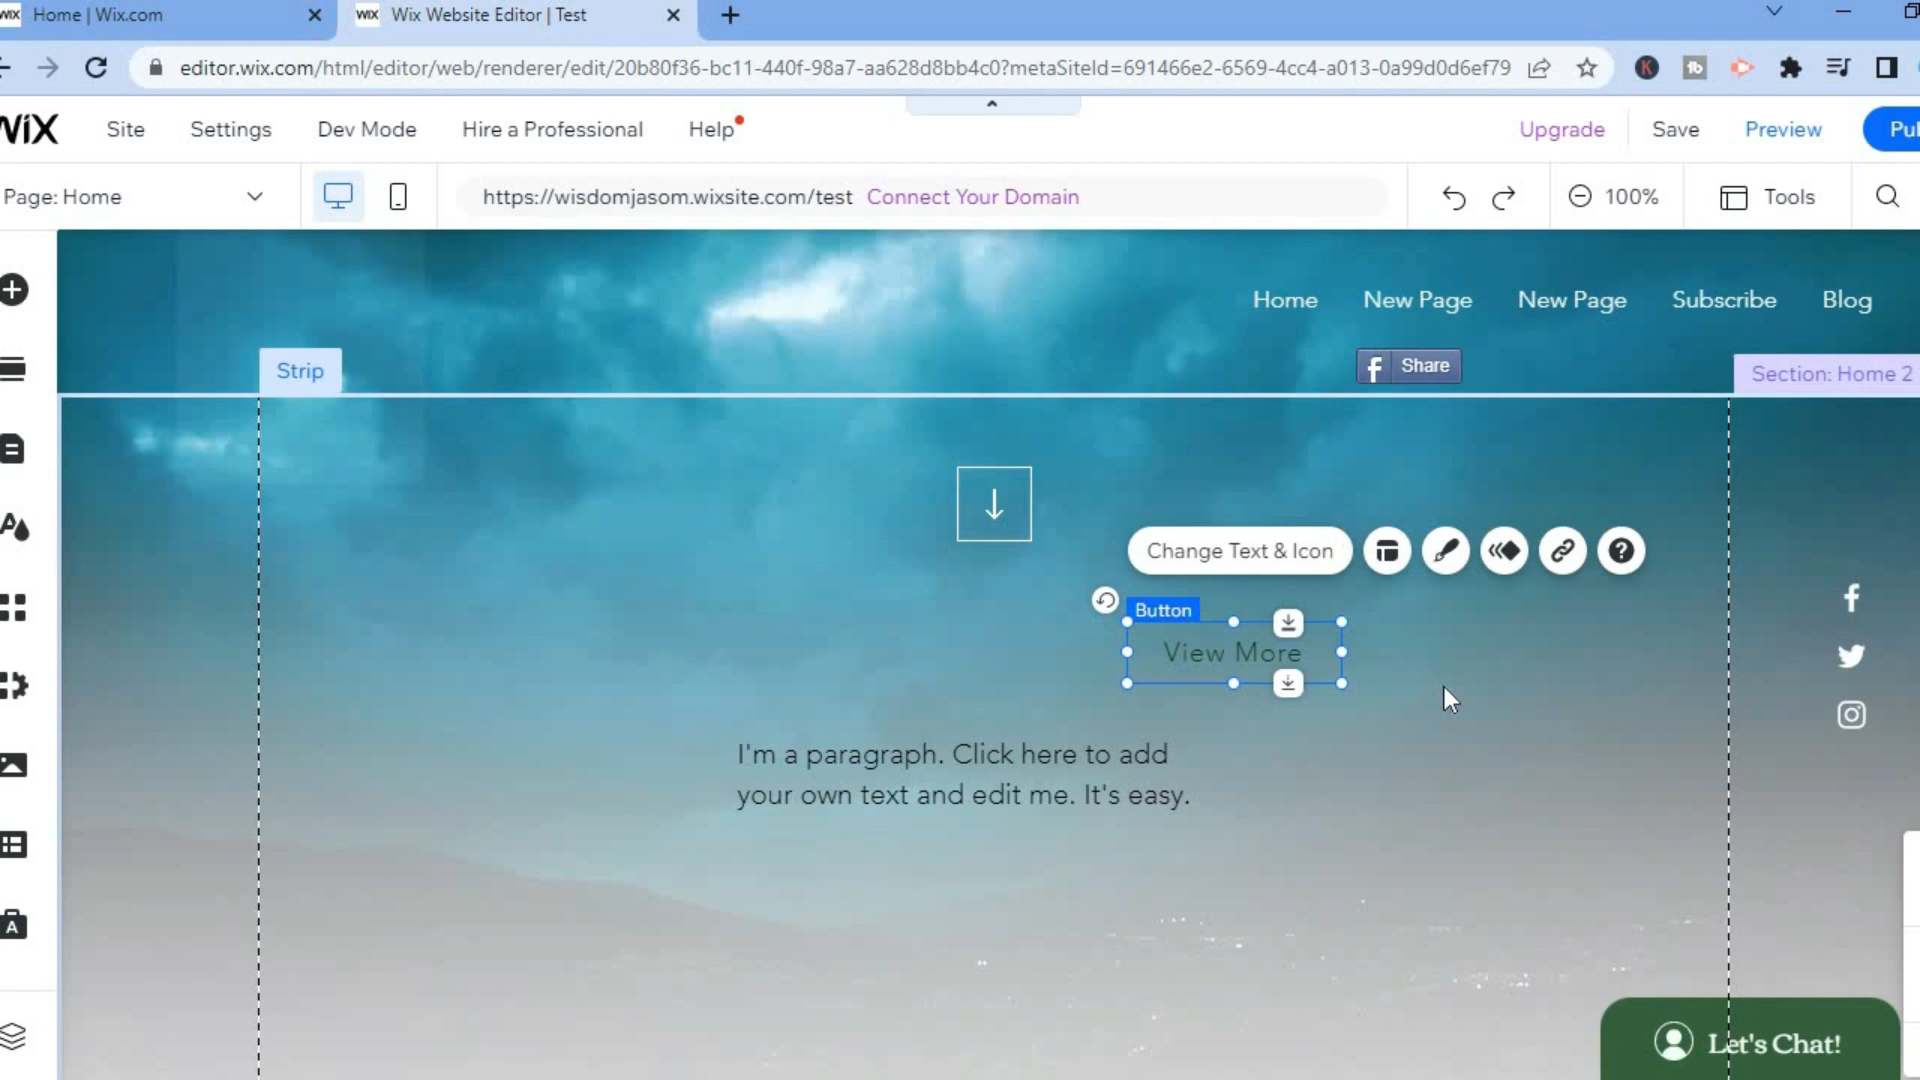 WIX Home | Wix.com
WIX Wix Website Editor | Test
editor.wix.com/html/editor/web/renderer/edit/20b80f36-bc11-440f-98a7-aa628d8bb4c0?metaSiteId=691466e2-6569-4cc4-a013-0a99d0d6ef79
WiX Site Settings Dev Mode Hire a Professional Help Upgrade Save Preview Pub
Page: Home https://wisdomjasom.wixsite.com/test Connect Your Domain 100% Tools
Home New Page New Page Subscribe Blog
f Share
Strip
Section: Home 2
Change Text & Icon
Button
View More
I'm a paragraph. Click here to add
your own text and edit me. It's easy.
Let's Chat!